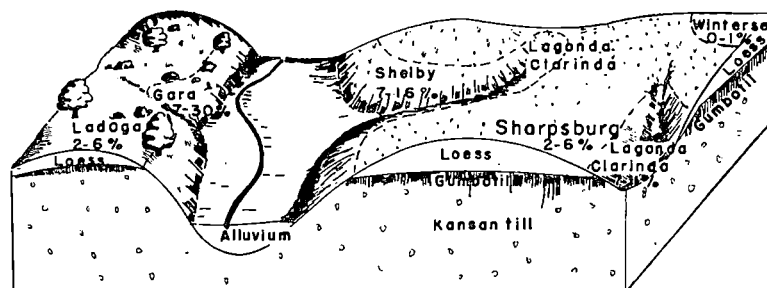 Winterse
0-1%
Loess
Gumbotil
Lagonda
Clarinda
Shelby
7-16%
Gara
7-30%
Ladoga
2-6%
Loess
Sharpsburg
2-6%
Lagonda
Clarinda
Loess
Gumbotil
Alluvium
Kansan till